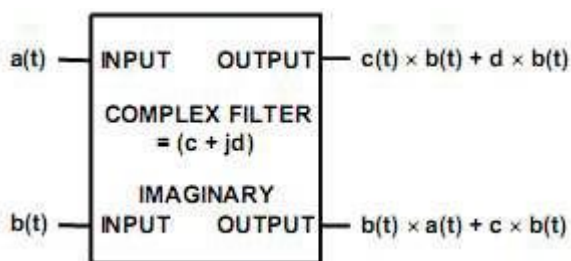 a(t) INPUT OUTPUT c(t) × b(t) + d × b(t)
COMPLEX FILTER
= (c + jd)
IMAGINARY
b(t) INPUT OUTPUT b(t) × a(t) + c × b(t)